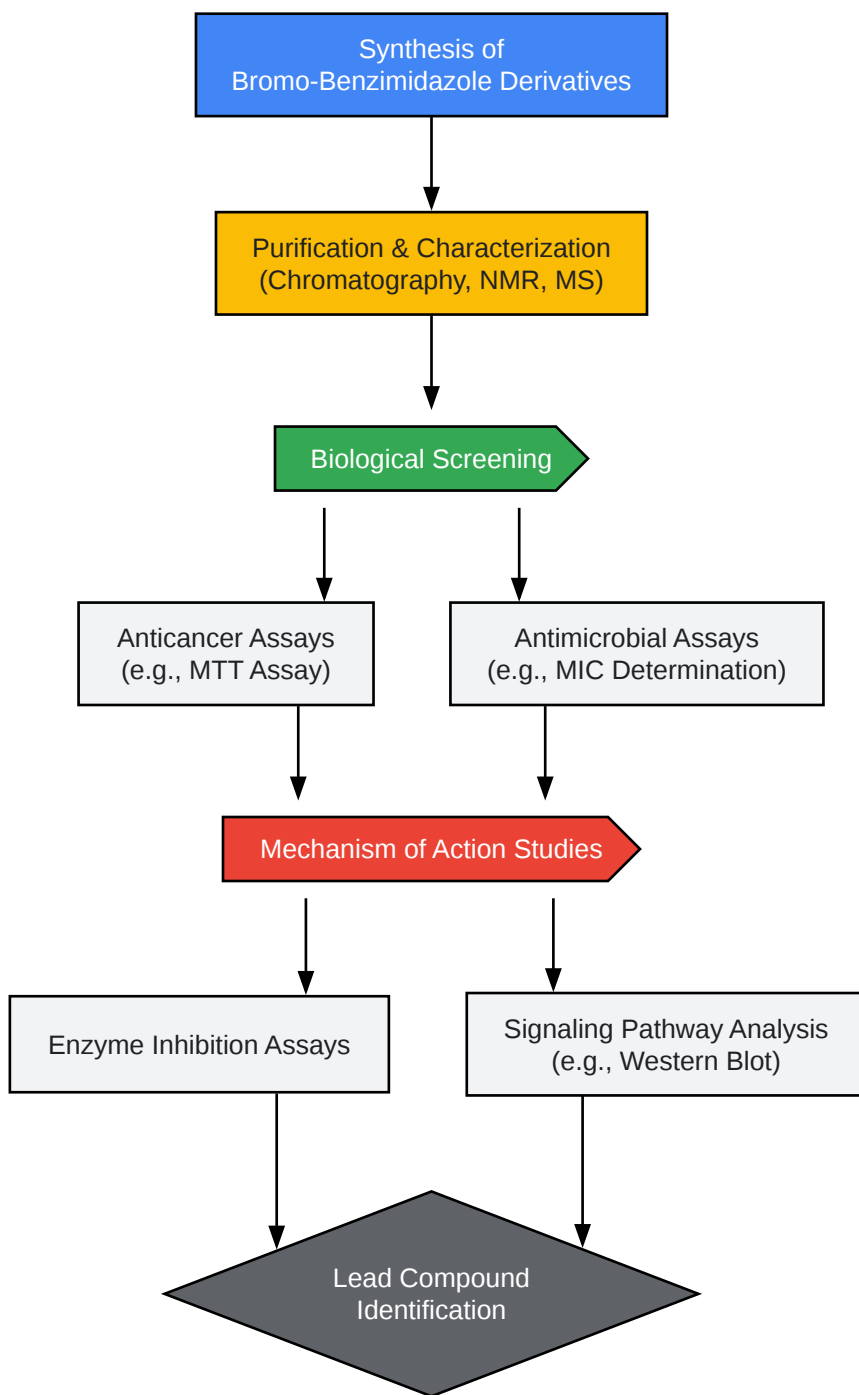 Synthesis of
Bromo-Benzimidazole Derivatives
Purification & Characterization
(Chromatography, NMR, MS)
Biological Screening
Anticancer Assays
(e.g., MTT Assay)
Antimicrobial Assays
(e.g., MIC Determination)
Mechanism of Action Studies
Enzyme Inhibition Assays
Signaling Pathway Analysis
(e.g., Western Blot)
Lead Compound
Identification